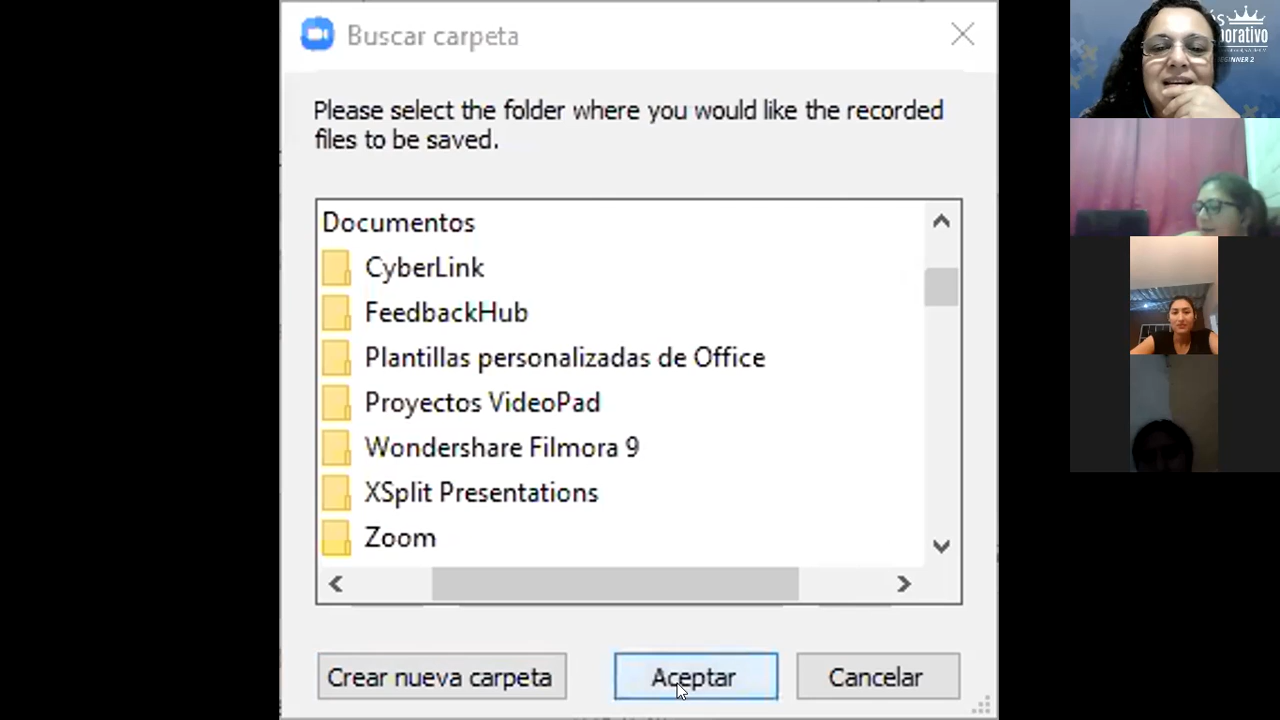 Buscar carpeta
Please select the folder where you would like the recorded
files to be saved.
Documentos
CyberLink
FeedbackHub
Plantillas personalizadas de Office
Proyectos VideoPad
Wondershare Filmora 9
XSplit Presentations
Zoom
Crear nueva carpeta
Aceptar
Cancelar